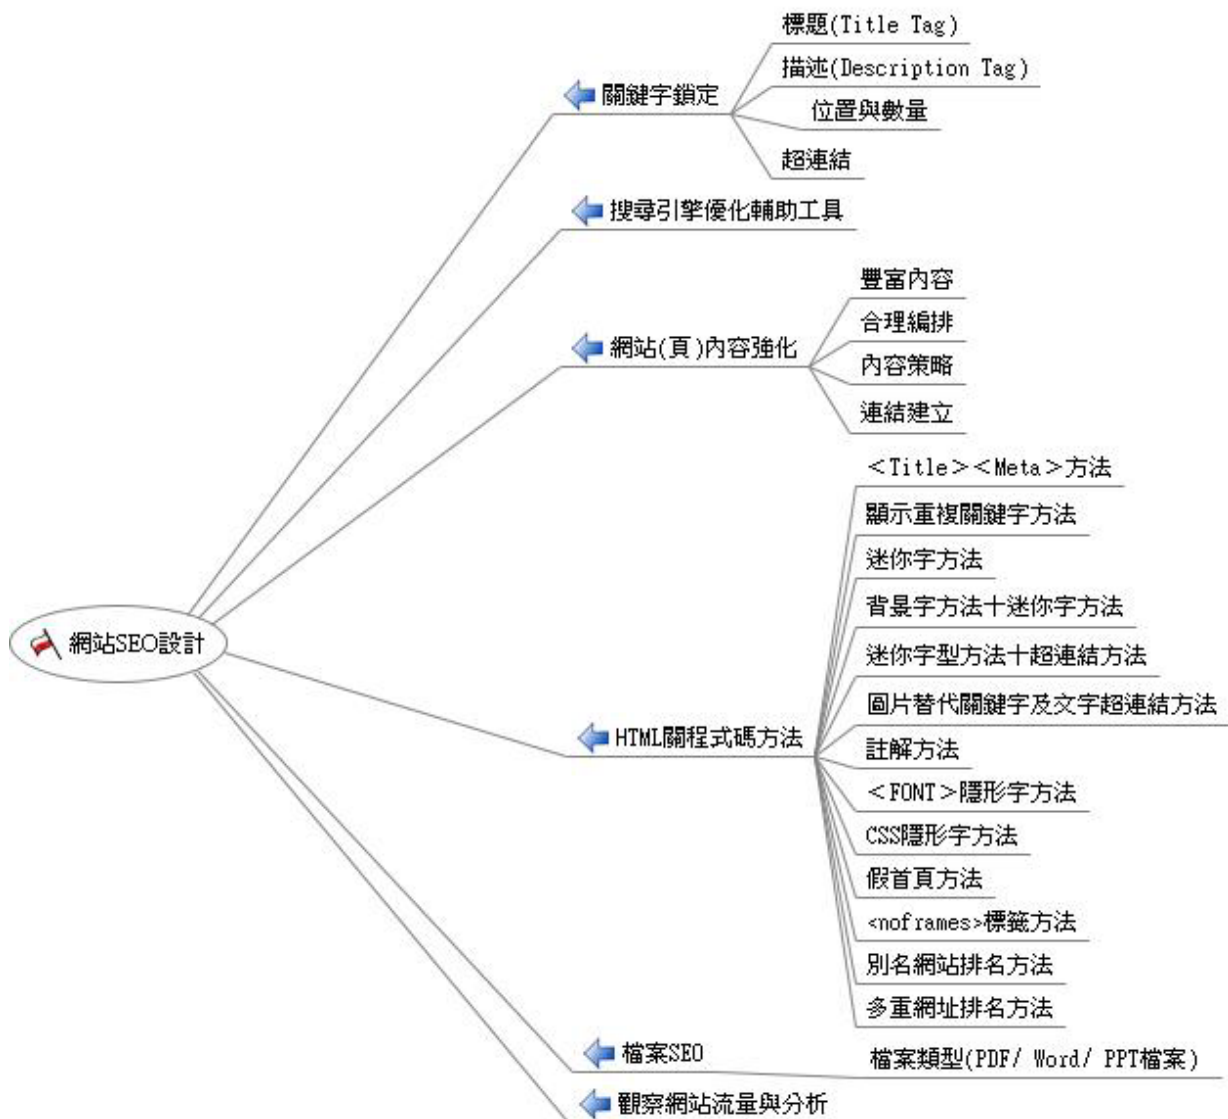 標題(Title Tag)
描述(Description Tag)
關鍵字鎖定
位置與數量
超連結
搜尋引擎優化輔助工具
豐富內容
合理編排
網站(頁)內容強化
內容策略
連結建立
＜Title＞＜Meta＞方法
顯示重複關鍵字方法
迷你字方法
背景字方法十迷你字方法
網站SEO設計
迷你字型方法十超連結方法
圖片替代關鍵字及文字超連結方法
HTML關程式碼方法
註解方法
＜FONT＞隱形字方法
CSS隱形字方法
假首頁方法
<noframes>標籤方法
別名網站排名方法
多重網址排名方法
檔案SEO
檔案類型(PDF/ Word/ PPT檔案)
觀察網站流量與分析